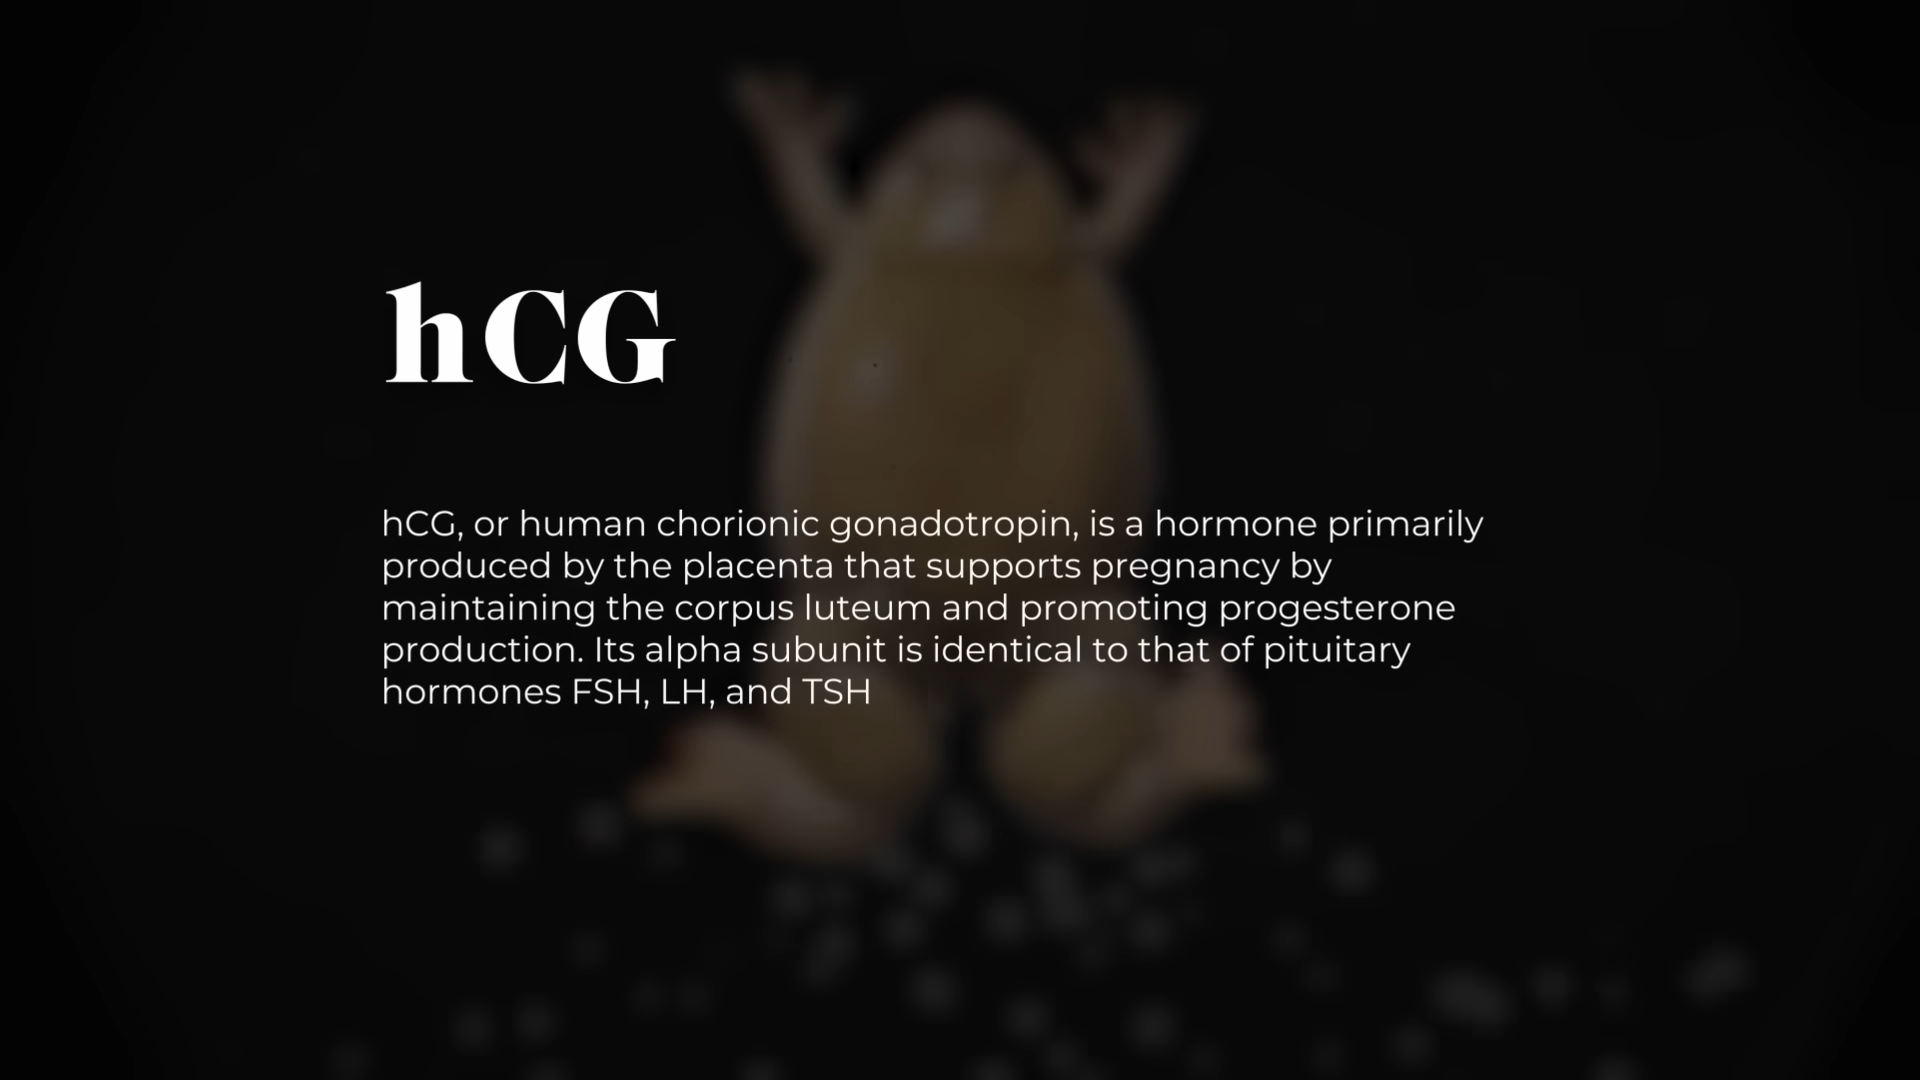 hCG
hCG, or human chorionic gonadotropin, is a hormone primarily
produced by the placenta that supports pregnancy by
maintaining the corpus luteum and promoting progesterone
production. Its alpha subunit is identical to that of pituitary
hormones FSH, LH, and TSH